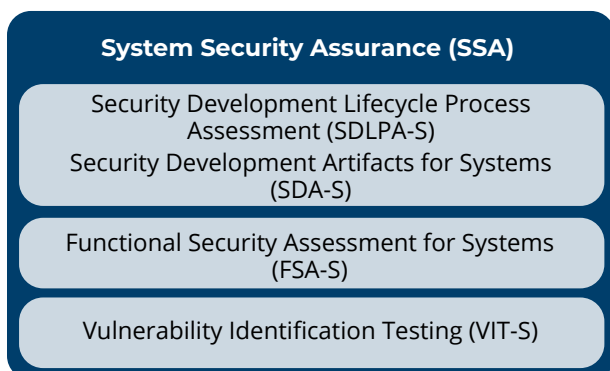 System Security Assurance (SSA)
Security Development Lifecycle Process
Assessment (SDLPA-S)
Security Development Artifacts for Systems
(SDA-S)
Functional Security Assessment for Systems
(FSA-S)
Vulnerability Identification Testing (VIT-S)